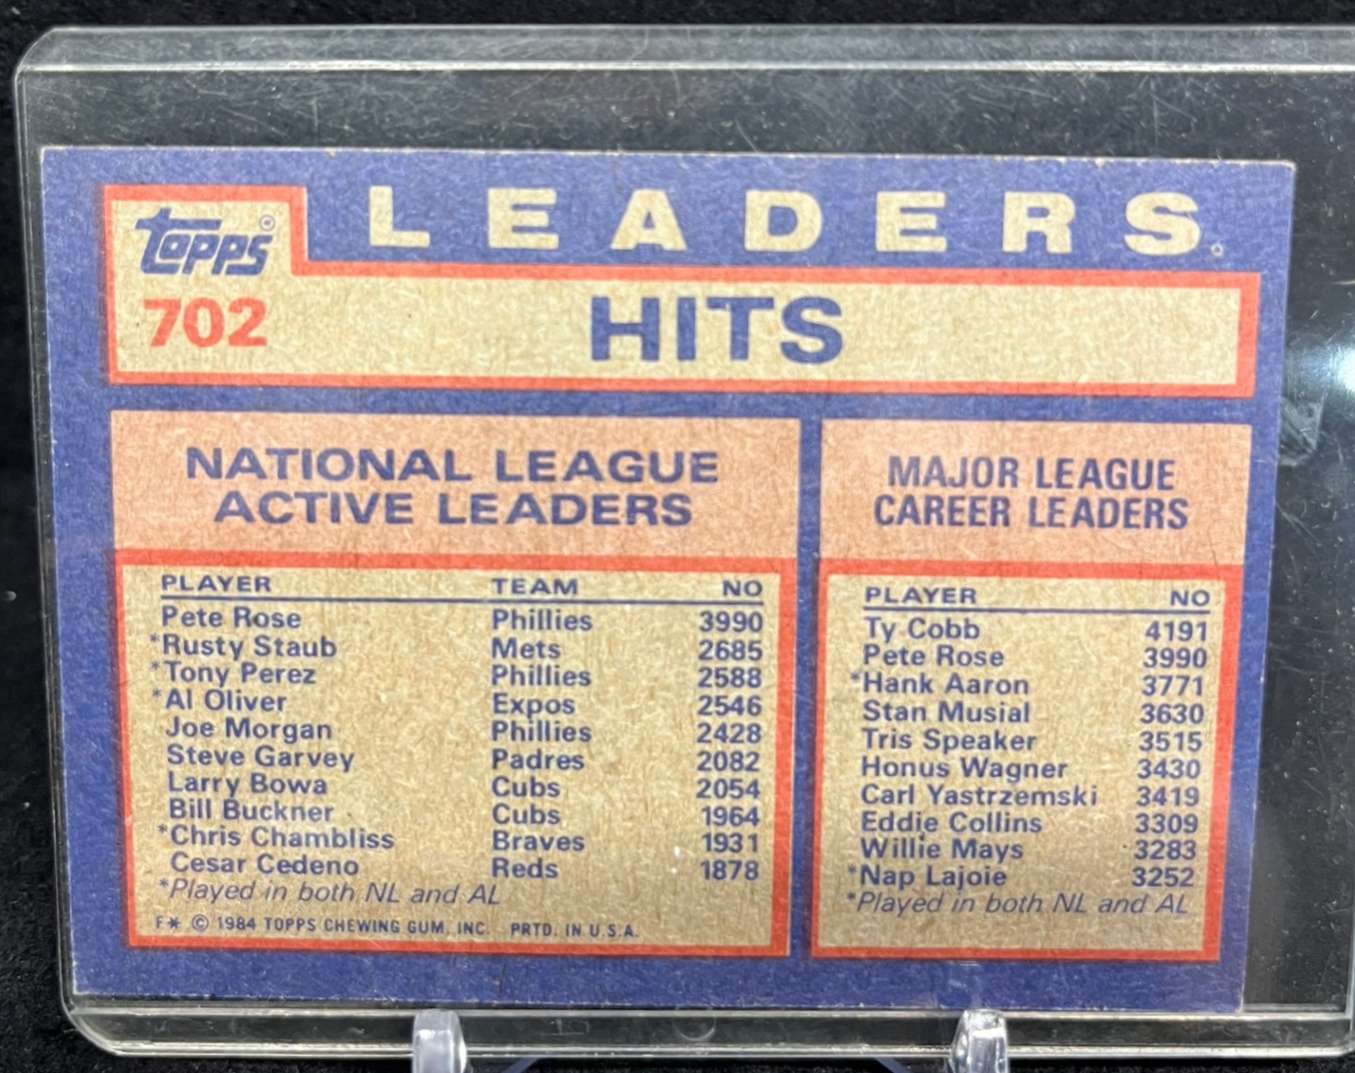 LEADERS
topps®
702
HITS
NATIONAL LEAGUE
ACTIVE LEADERS
PLAYER TEAM NO
Pete Rose Phillies 3990
*Rusty Staub Mets 2685
*Tony Perez Phillies 2588
*Al Oliver Expos 2546
Joe Morgan Phillies 2428
Steve Garvey Padres 2082
Larry Bowa Cubs 2054
Bill Buckner Cubs 1964
*Chris Chambliss Braves 1931
Cesar Cedeno Reds 1878
*Played in both NL and AL
F* © 1984 TOPPS CHEWING GUM, INC. PRTD. IN U.S.A.
MAJOR LEAGUE
CAREER LEADERS
PLAYER NO
Ty Cobb 4191
Pete Rose 3990
*Hank Aaron 3771
Stan Musial 3630
Tris Speaker 3515
Honus Wagner 3430
Carl Yastrzemski 3419
Eddie Collins 3309
Willie Mays 3283
*Nap Lajoie 3252
*Played in both NL and AL